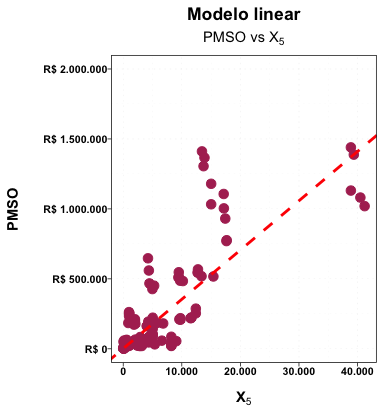 Modelo linear
PMSO vs X₅
R$ 2.000.000
R$ 1.500.000
R$ 1.000.000
R$ 500.000
R$ 0
PMSO
0 10.000 20.000 30.000 40.000
X₅